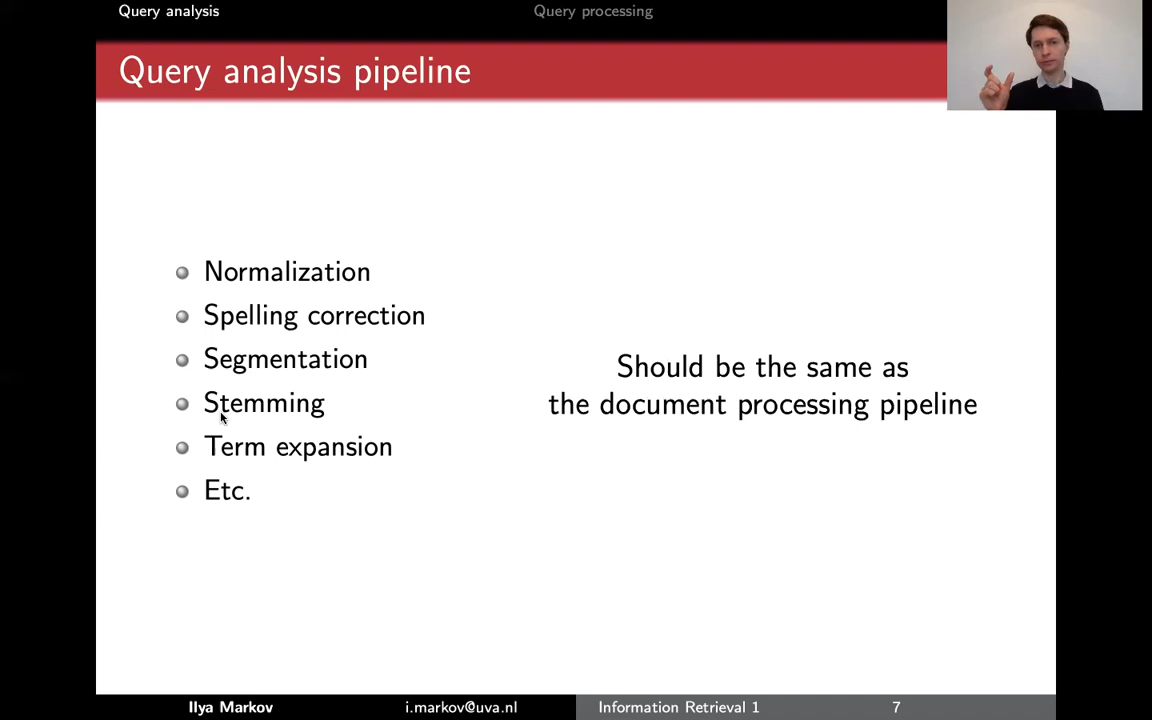 Query analysis
Query processing
Query analysis pipeline
Normalization
Spelling correction
Segmentation
Stemming
Term expansion
Etc.
Should be the same as
the document processing pipeline
Ilya Markov
i.markov@uva.nl
Information Retrieval 1
7